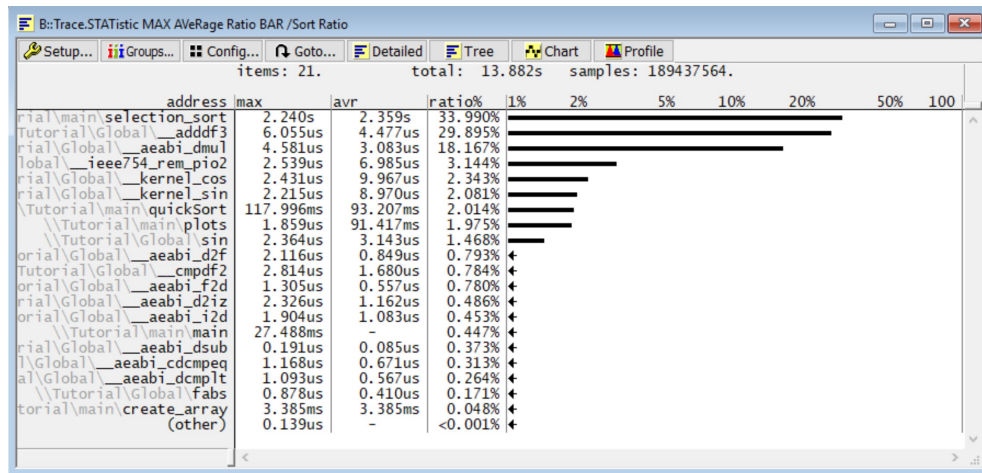 B::Trace.STATistic MAX AVeRage Ratio BAR /Sort Ratio
Setup... Groups... Config... Goto... Detailed Tree Chart Profile
items: 21. total: 13.882s samples: 189437564.
address max avr ratio% 1% 2% 5% 10% 20% 50% 100
rial\main\selection_sort 2.240s 2.359s 33.990%
Tutorial\Global\__adddf3 6.055us 4.477us 29.895%
rial\Global\__aeabi_dmul 4.581us 3.083us 18.167%
lobal\__ieee754_rem_pio2 2.539us 6.985us 3.144%
rial\Global\__kernel_cos 2.431us 9.967us 2.343%
rial\Global\__kernel_sin 2.215us 8.970us 2.081%
\Tutorial\main\quickSort 117.996ms 93.207ms 2.014%
\\Tutorial\main\plots 1.859us 91.417ms 1.975%
\\Tutorial\Global\sin 2.364us 3.143us 1.468%
orial\Global\__aeabi_d2f 2.116us 0.849us 0.793%
Tutorial\Global\__cmpdf2 2.814us 1.680us 0.784%
orial\Global\__aeabi_f2d 1.305us 0.557us 0.780%
rial\Global\__aeabi_d2iz 2.326us 1.162us 0.486%
orial\Global\__aeabi_i2d 1.904us 1.083us 0.453%
\\Tutorial\main\main 27.488ms - 0.447%
rial\Global\__aeabi_dsub 0.191us 0.085us 0.373%
l\Global\__aeabi_cdcmpeq 1.168us 0.671us 0.313%
al\Global\__aeabi_dcmplt 1.093us 0.567us 0.264%
\\Tutorial\Global\fabs 0.878us 0.410us 0.171%
torial\main\create_array 3.385ms 3.385ms 0.048%
(other) 0.139us - <0.001%